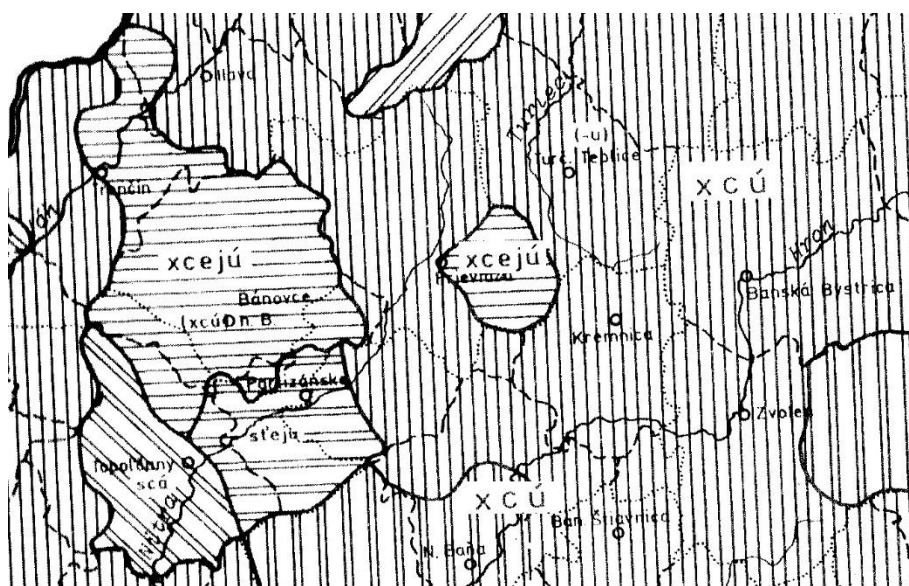 Ilava
Turiec
(-u)
Turč. Teplice
xcú
Trenčín
Váh
Hron
xcejú
xcejú
Prievidza
Banská Bystrica
Bánovce
(xcú) n. B
Kremnica
Partizánske
Zvolen
sťejú
Topoľčany
scá
xcú
Nitra
Ban. Štiavnica
N. Baňa